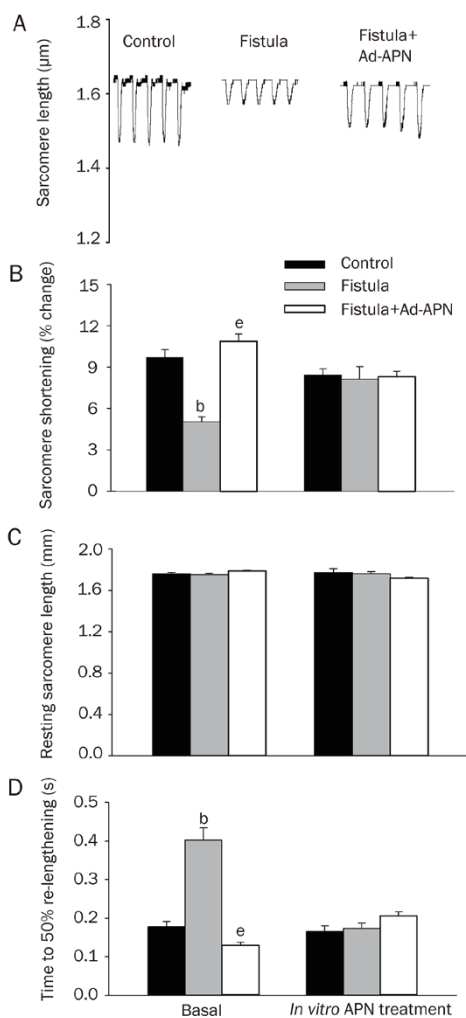 A
Sarcomere length (μm)
1.8
1.6
1.4
1.2
Control
Fistula
Fistula+
Ad-APN
B
Sarcomere shortening (% change)
15
12
9
6
3
0
Control
Fistula
Fistula+Ad-APN
b
e
C
Resting sarcomere length (mm)
2.0
1.6
1.2
0.8
0.4
0.0
D
Time to 50% re-lengthening (s)
0.5
0.4
0.3
0.2
0.1
0.0
b
e
Basal
In vitro APN treatment